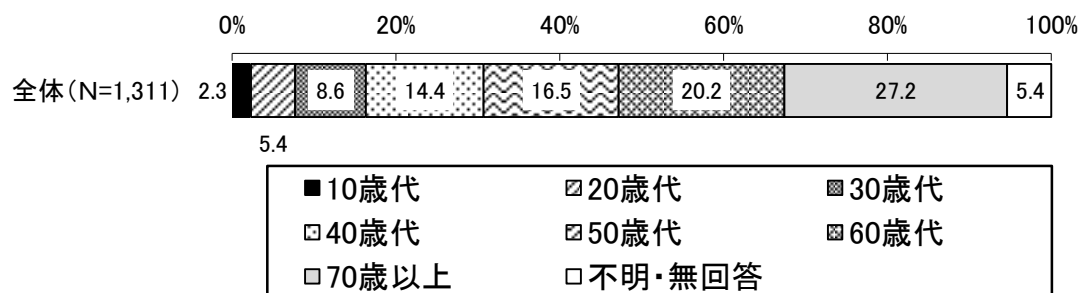 0% 20% 40% 60% 80% 100%
全体(N=1,311) 2.3 8.6 14.4 16.5 20.2 27.2 5.4
5.4
10歳代 20歳代 30歳代
40歳代 50歳代 60歳代
70歳以上 不明・無回答